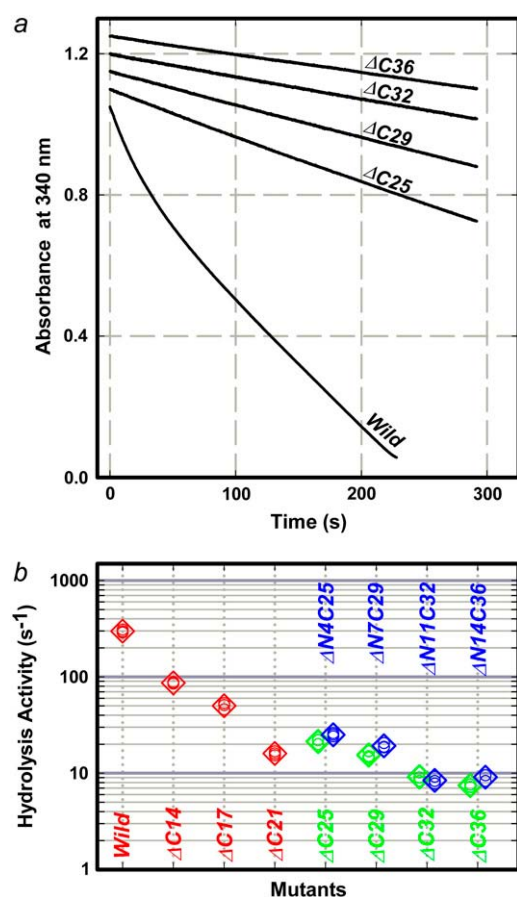 a
Absorbance at 340 nm
1.2
0.8
0.4
0.0
ΔC36
ΔC32
ΔC29
ΔC25
Wild
0
100
200
300
Time (s)
b
Hydrolysis Activity (s⁻¹)
1000
100
10
1
ΔN4C25
ΔN7C29
ΔN11C32
ΔN14C36
Wild
ΔC14
ΔC17
ΔC21
ΔC25
ΔC29
ΔC32
ΔC36
Mutants